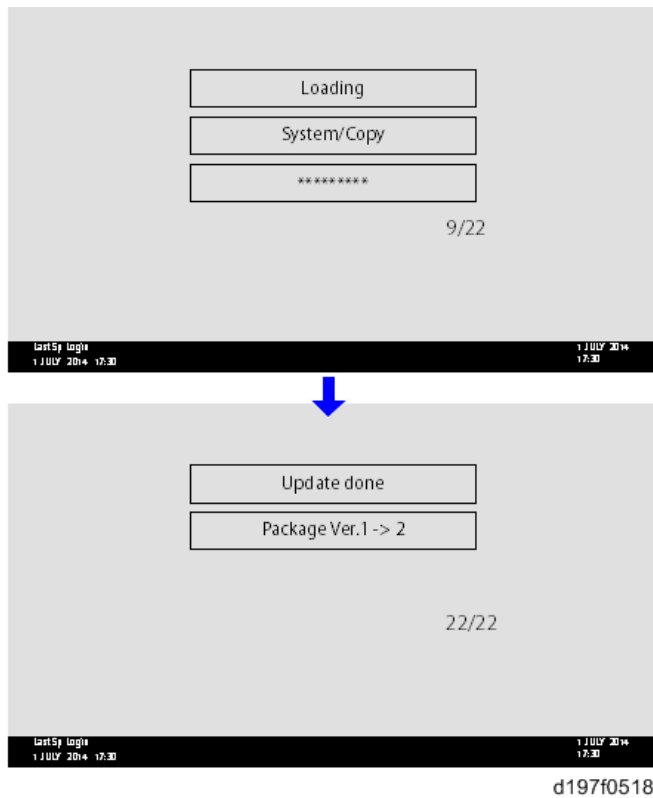 Loading
System/Copy
*********
9/22
Last Sp Login
1 JULY 2014
1 JULY 2014 17:30
17:30
Update done
Package Ver.1 -> 2
22/22
Last Sp Login
1 JULY 2014
1 JULY 2014 17:30
17:30
d197f0518